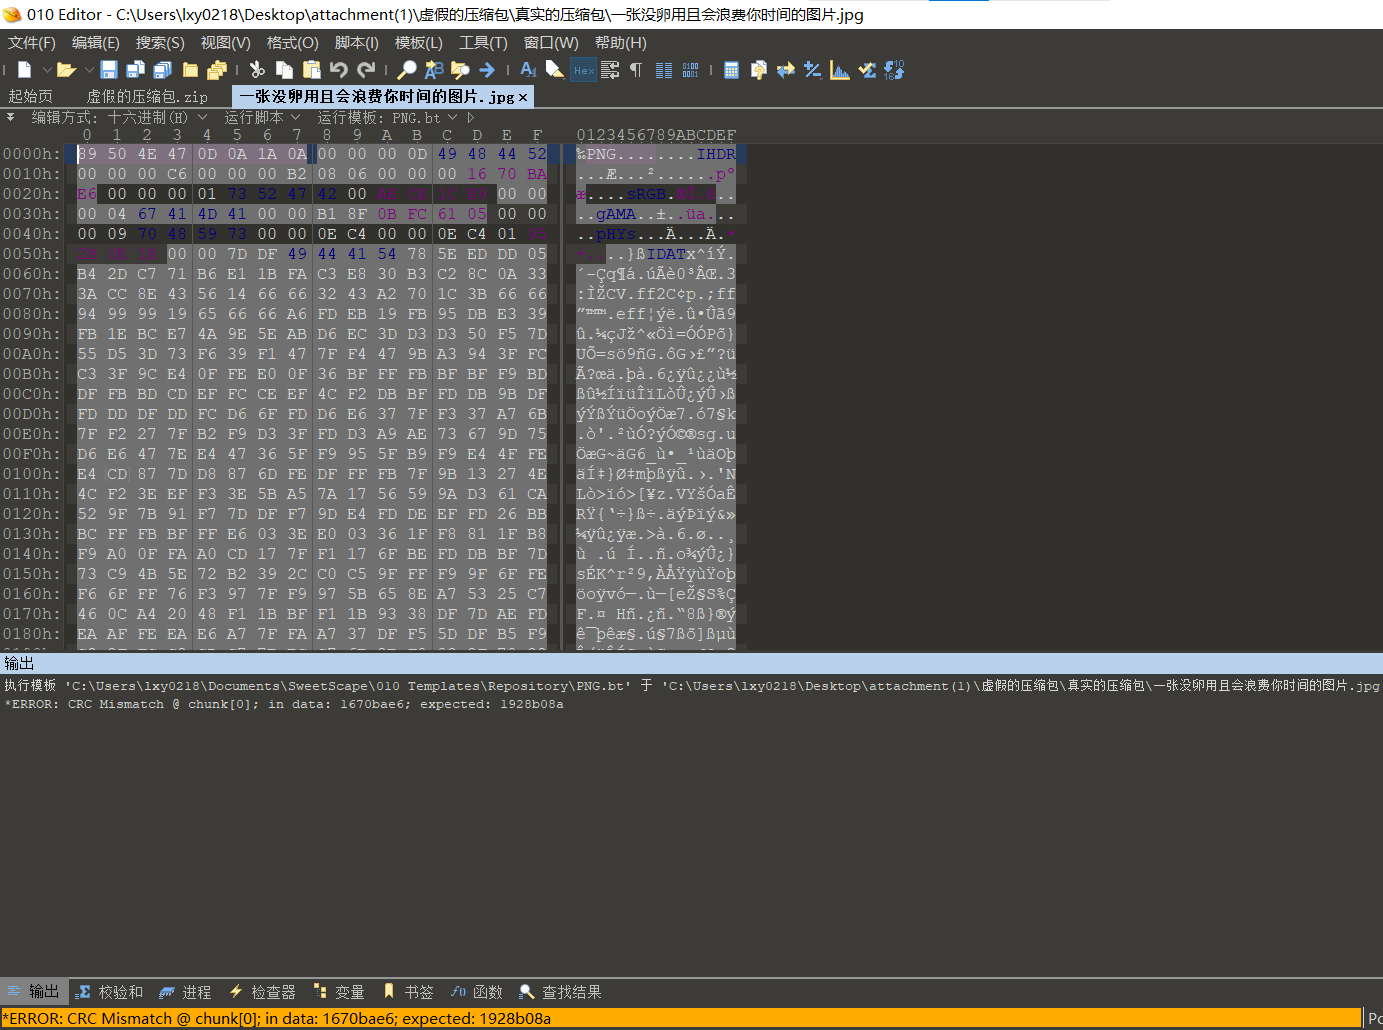 010 Editor - C:\Users\lxy0218\Desktop\attachment(1)\虚假的压缩包\真实的压缩包\一张没卵用且会浪费你时间的图片.jpg
文件(F) 编辑(E) 搜索(S) 视图(V) 格式(O) 脚本(I) 模板(L) 工具(T) 窗口(W) 帮助(H)
起始页 虚假的压缩包.zip 一张没卵用且会浪费你时间的图片.jpg ×
编辑方式: 十六进制(H) 运行脚本 运行模板: PNG.bt
0 1 2 3 4 5 6 7 8 9 A B C D E F 0123456789ABCDEF
0000h: 89 50 4E 47 0D 0A 1A 0A 00 00 00 0D 49 48 44 52 ‰PNG........IHDR
0010h: 00 00 00 C6 00 00 00 B2 08 06 00 00 00 16 70 BA ...Æ...²......pº
0020h: E6 00 00 00 01 73 52 47 42 00 00 00 æ....sRGB.
0030h: 00 04 67 41 4D 41 00 00 B1 8F 0B FC 61 05 00 00 ..gAMA..±..üa...
0040h: 00 09 70 48 59 73 00 00 0E C4 00 00 0E C4 01 95 ..pHYs...Ä...Ä.•
0050h: 00 00 7D DF 49 44 41 54 78 5E ED DD 05 ..}ßIDATx^íÝ.
0060h: B4 2D C7 71 B6 E1 1B FA C3 E8 30 B3 C2 8C 0A 33 ´-Çq¶á.úÃè0³ÂŒ.3
0070h: 3A CC 8E 43 56 14 66 66 32 43 A2 70 1C 3B 66 66 :ÌŽCV.ff2C¢p.;ff
0080h: 94 99 99 19 65 66 66 A6 FD EB 19 FB 95 DB E3 39 ”™™.eff¦ýë.û•Ûã9
0090h: FB 1E BC E7 4A 9E 5E AB D6 EC 3D D3 D3 50 F5 7D û.¼çJž^«Öì=ÓÓPõ}
00A0h: 55 D5 3D 73 F6 39 F1 47 7F F4 47 9B A3 94 3F FC UÕ=sö9ñG.ôG›£”?ü
00B0h: C3 3F 9C E4 0F FE E0 0F 36 BF FF FB BF BF F9 BD Ã?œä.þà.6¿ÿû¿¿ù½
00C0h: DF FB BD CD EF FC CE EF 4C F2 DB BF FD DB 9B DF ßû½ÍïüÎïLòÛ¿ýÛ›ß
00D0h: FD DD DF DD FC D6 6F FD D6 E6 37 7F F3 37 A7 6B ýÝßÝüÖoýÖæ7.ó7§k
00E0h: 7F F2 27 7F B2 F9 D3 3F FD D3 A9 AE 73 67 9D 75 .ò'.²ùÓ?ýÓ©®sg.u
00F0h: D6 E6 47 7E E4 47 36 5F F9 95 5F B9 F9 E4 4F FE ÖæG~äG6_ù•_¹ùäOþ
0100h: E4 CD 87 7D D8 87 6D FE DF FF FB 7F 9B 13 27 4E äÍ‡}Ø‡mþßÿû.›.'N
0110h: 4C F2 3E EF F3 3E 5B A5 7A 17 56 59 9A D3 61 CA Lò>ïó>[¥z.VYšÓaÊ
0120h: 52 9F 7B 91 F7 7D DF F7 9D E4 FD DE EF FD 26 BB RŸ{‘÷}ß÷.äýÞïý&»
0130h: BC FF FB BF FF E6 03 3E E0 03 36 1F F8 81 1F B8 ¼ÿû¿ÿæ.>à.6.ø..¸
0140h: F9 A0 0F FA A0 CD 17 7F F1 17 6F BE FD DB BF 7D ù .ú Í..ñ.o¾ýÛ¿}
0150h: 73 C9 4B 5E 72 B2 39 2C C0 C5 9F FF F9 9F 6F FE sÉK^r²9,ÀÅŸÿùŸoþ
0160h: F6 6F FF 76 F3 97 7F F9 97 5B 65 8E A7 53 25 C7 öoÿvó—.ù—[eŽ§S%Ç
0170h: 46 0C A4 20 48 F1 1B BF F1 1B 93 38 DF 7D AE FD F.¤ Hñ.¿ñ.“8ß}®ý
0180h: EA AF FE EA E6 A7 7F FA A7 37 DF F5 5D DF B5 F9 ê¯þêæ§.ú§7ßõ]ßµù
输出
执行模板 'C:\Users\lxy0218\Documents\SweetScape\010 Templates\Repository\PNG.bt' 于 'C:\Users\lxy0218\Desktop\attachment(1)\虚假的压缩包\真实的压缩包\一张没卵用且会浪费你时间的图片.jpg
*ERROR: CRC Mismatch @ chunk[0]; in data: 1670bae6; expected: 1928b08a
输出 校验和 进程 检查器 变量 书签 函数 查找结果
*ERROR: CRC Mismatch @ chunk[0]; in data: 1670bae6; expected: 1928b08a